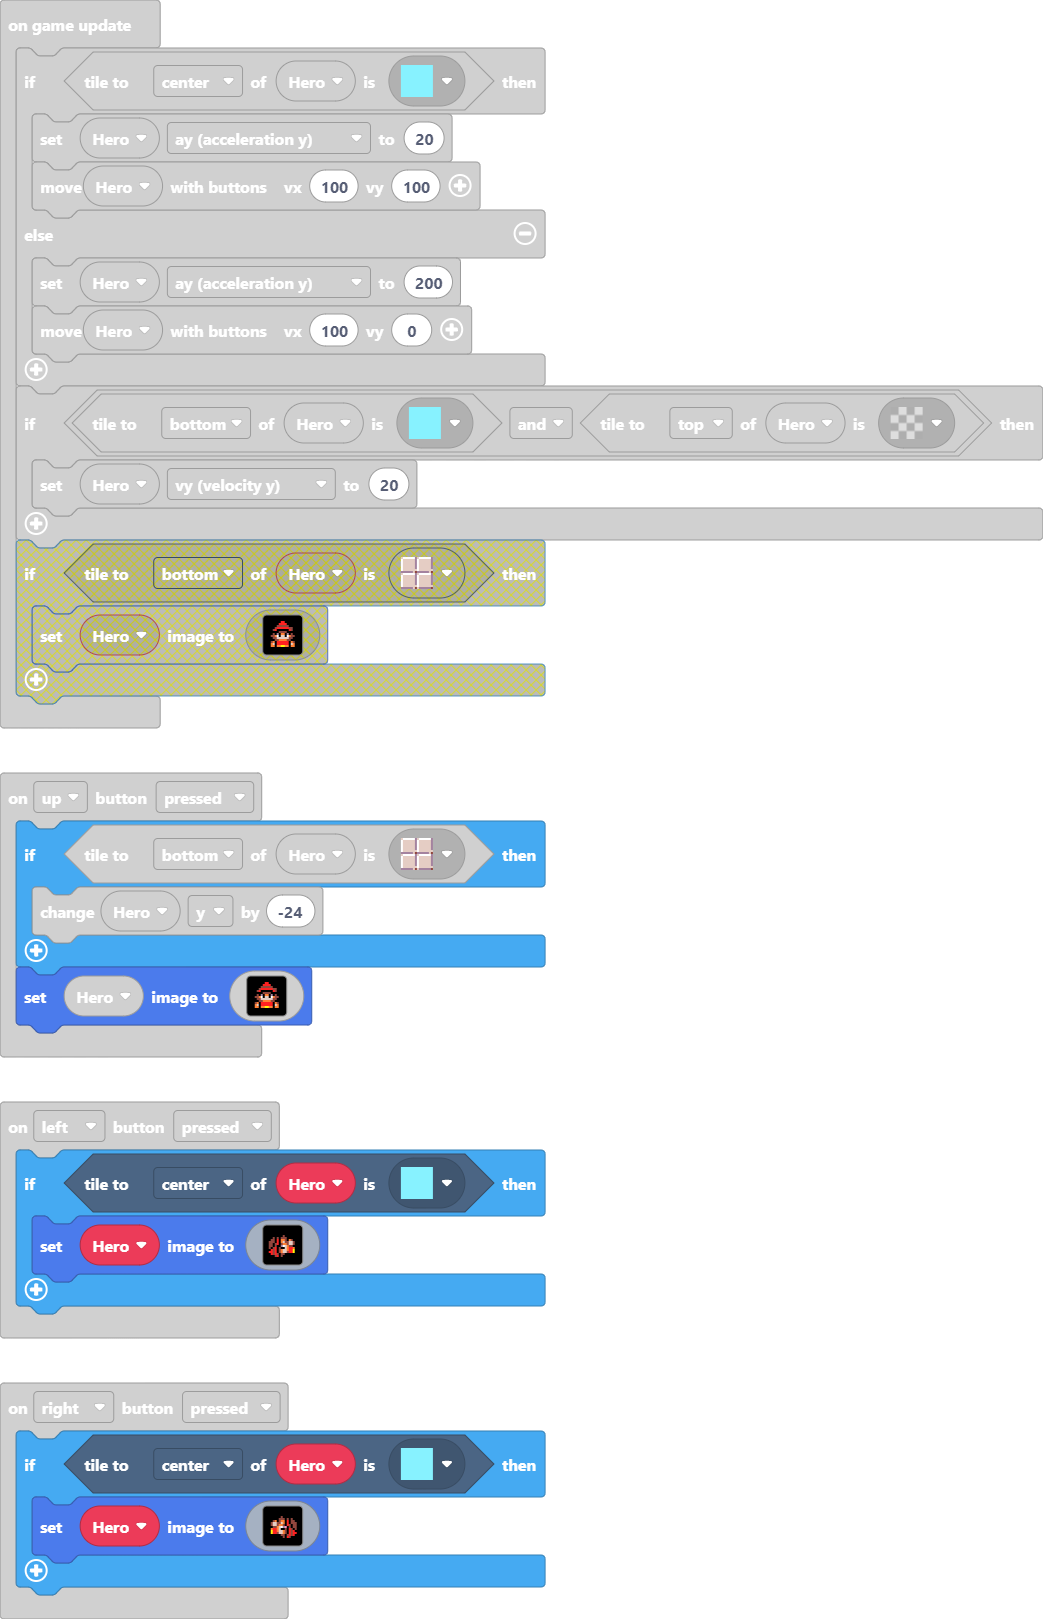 on game update
if tile to center of Hero is then
set Hero ay (acceleration y) to 20
move Hero with buttons vx 100 vy 100
else
set Hero ay (acceleration y) to 200
move Hero with buttons vx 100 vy 0
if tile to bottom of Hero is and tile to top of Hero is then
set Hero vy (velocity y) to 20
if tile to bottom of Hero is then
set Hero image to
on up button pressed
if tile to bottom of Hero is then
change Hero y by -24
set Hero image to
on left button pressed
if tile to center of Hero is then
set Hero image to
on right button pressed
if tile to center of Hero is then
set Hero image to